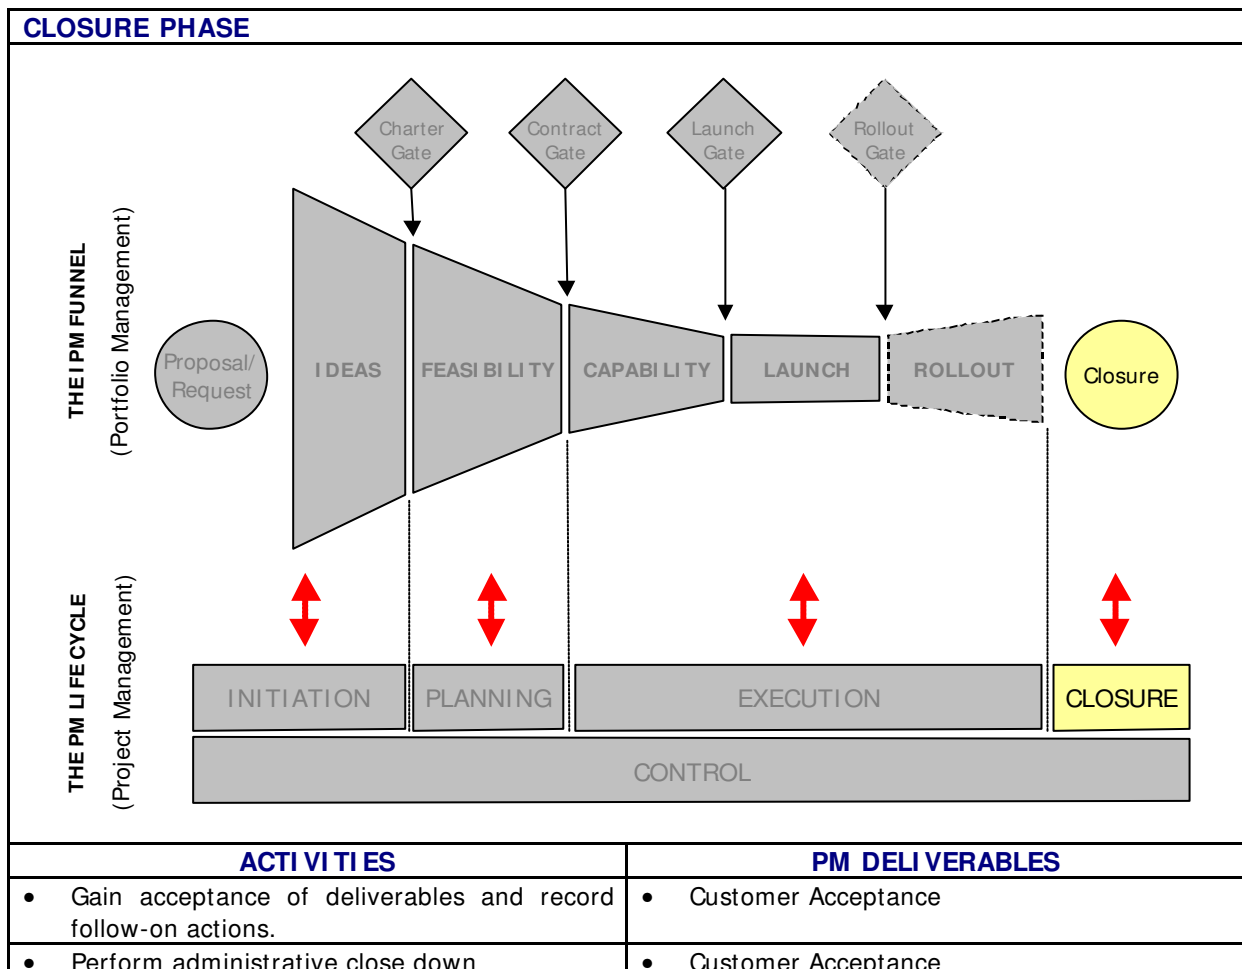 CLOSURE PHASE
Charter
Gate
Contract
Gate
Launch
Gate
Rollout
Gate
THE IPM FUNNEL
(Portfolio Management)
Proposal/
Request
IDEAS
FEASIBILITY
CAPABILITY
LAUNCH
ROLLOUT
Closure
THE PM LIFE CYCLE
(Project Management)
INITIATION
PLANNING
EXECUTION
CLOSURE
CONTROL
ACTIVITIES
PM DELIVERABLES
• Gain acceptance of deliverables and record
follow-on actions.
• Customer Acceptance
• Perform administrative close down
• Customer Acceptance